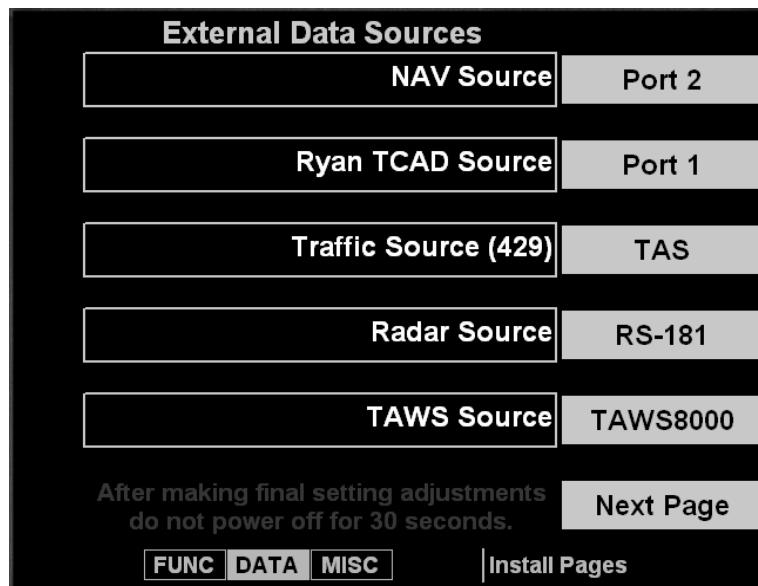 External Data Sources
NAV Source Port 2
Ryan TCAD Source Port 1
Traffic Source (429) TAS
Radar Source RS-181
TAWS Source TAWS8000
After making final setting adjustments
do not power off for 30 seconds.
Next Page
FUNC DATA MISC Install Pages